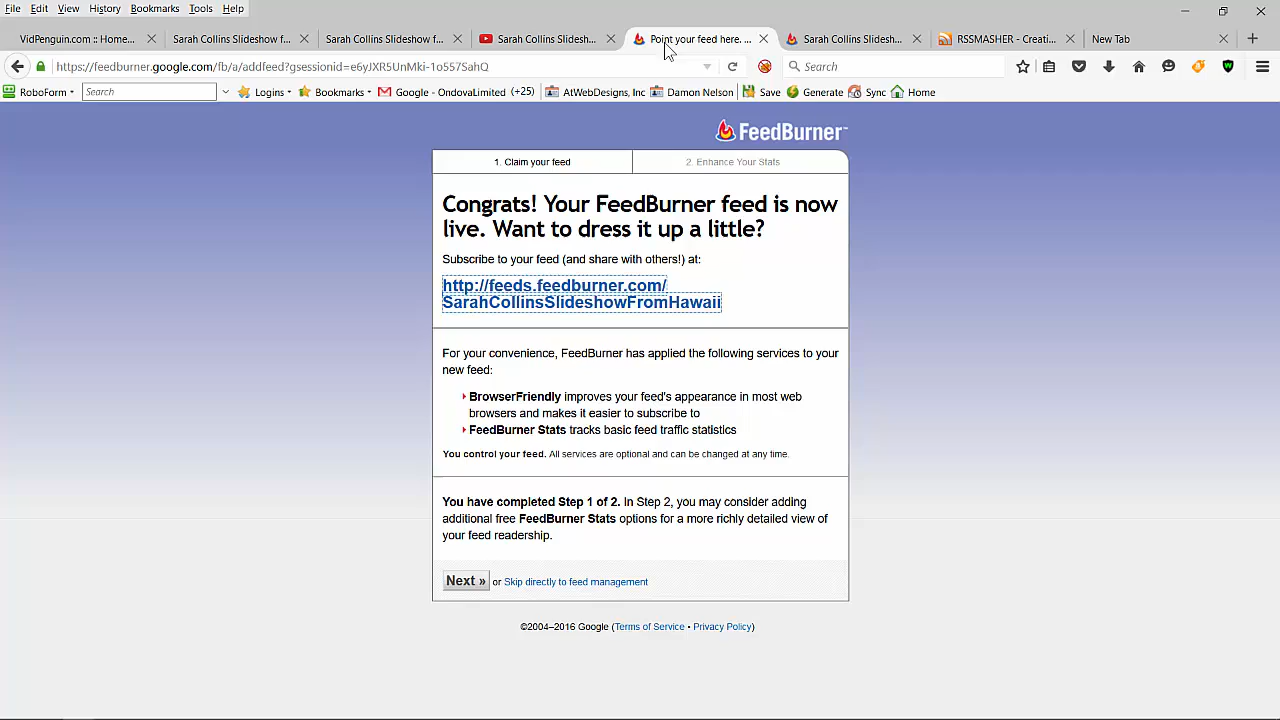 File Edit View History Bookmarks Tools Help
VidPenguin.com :: Home... Sarah Collins Slideshow f... Sarah Collins Slideshow f... Sarah Collins Slidesh... Point your feed here. ... Sarah Collins Slidesh... RSSMASHER - Creati... New Tab
https://feedburner.google.com/fb/a/addfeed?gsessionid=e6yJXR5UnMki-1o557SahQ Search
RoboForm Search Logins Bookmarks Google - OndovaLimited (+25) AtWebDesigns, Inc Damon Nelson Save Generate Sync Home
FeedBurner™
1. Claim your feed 2. Enhance Your Stats
Congrats! Your FeedBurner feed is now
live. Want to dress it up a little?
Subscribe to your feed (and share with others!) at:
http://feeds.feedburner.com/
SarahCollinsSlideshowFromHawaii
For your convenience, FeedBurner has applied the following services to your
new feed:
BrowserFriendly improves your feed's appearance in most web
browsers and makes it easier to subscribe to
FeedBurner Stats tracks basic feed traffic statistics
You control your feed. All services are optional and can be changed at any time.
You have completed Step 1 of 2. In Step 2, you may consider adding
additional free FeedBurner Stats options for a more richly detailed view of
your feed readership.
Next » or Skip directly to feed management
©2004–2016 Google (Terms of Service • Privacy Policy)